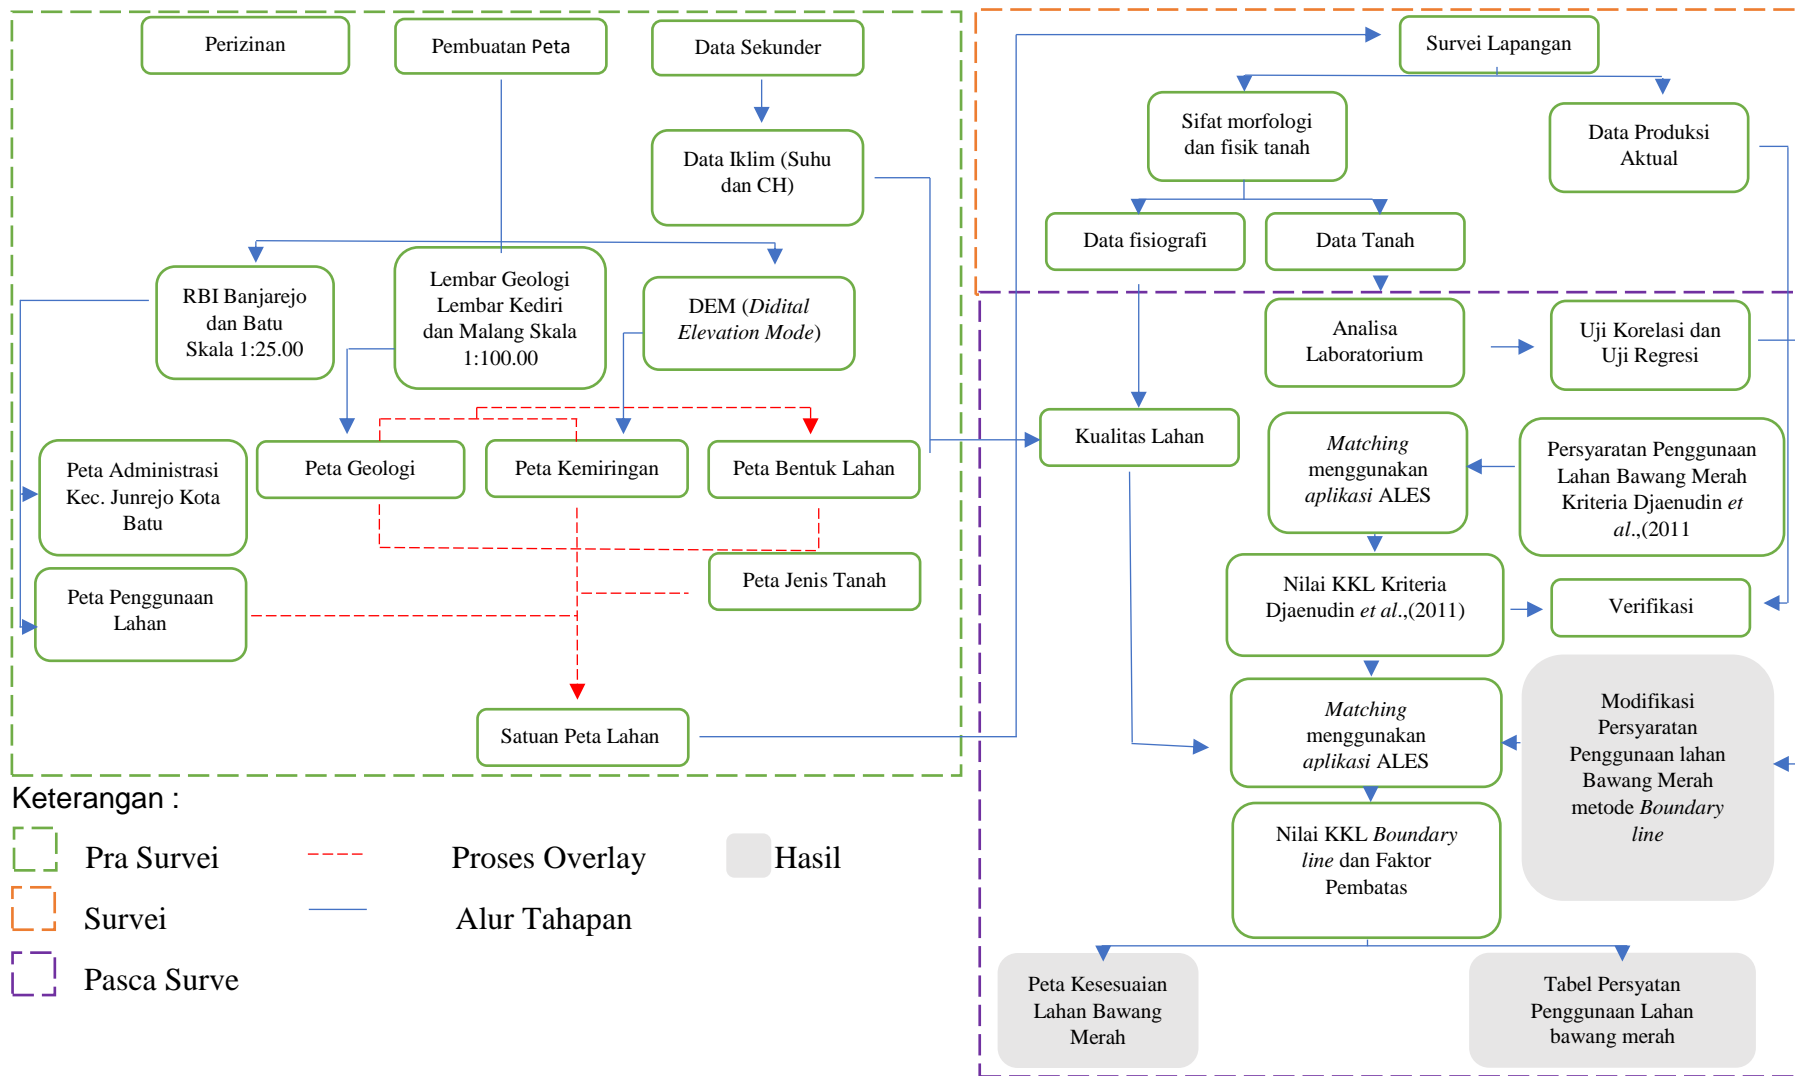 Perizinan
Pembuatan Peta
Data Sekunder
Data Iklim (Suhu
dan CH)
RBI Banjarejo
dan Batu
Skala 1:25.00
Lembar Geologi
Lembar Kediri
dan Malang Skala
1:100.00
DEM (Didital
Elevation Mode)
Peta Administrasi
Kec. Junrejo Kota
Batu
Peta Geologi
Peta Kemiringan
Peta Bentuk Lahan
Peta Jenis Tanah
Peta Penggunaan
Lahan
Satuan Peta Lahan
Survei Lapangan
Sifat morfologi
dan fisik tanah
Data Produksi
Aktual
Data fisiografi
Data Tanah
Analisa
Laboratorium
Uji Korelasi dan
Uji Regresi
Kualitas Lahan
Matching
menggunakan
aplikasi ALES
Persyaratan Penggunaan
Lahan Bawang Merah
Kriteria Djaenudin et
al.,(2011
Nilai KKL Kriteria
Djaenudin et al.,(2011)
Verifikasi
Matching
menggunakan
aplikasi ALES
Modifikasi
Persyaratan
Penggunaan lahan
Bawang Merah
metode Boundary
line
Nilai KKL Boundary
line dan Faktor
Pembatas
Peta Kesesuaian
Lahan Bawang
Merah
Tabel Persyatan
Penggunaan Lahan
bawang merah
Keterangan :
Pra Survei
Proses Overlay
Hasil
Survei
Alur Tahapan
Pasca Surve